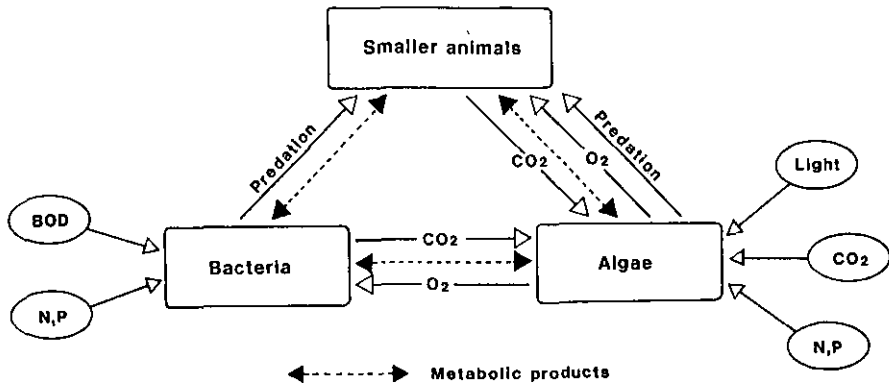 Smaller animals
Predation
CO2
O2
Predation
Light
BOD
CO2
Bacteria
Algae
CO2
N,P
O2
N,P
Metabolic products